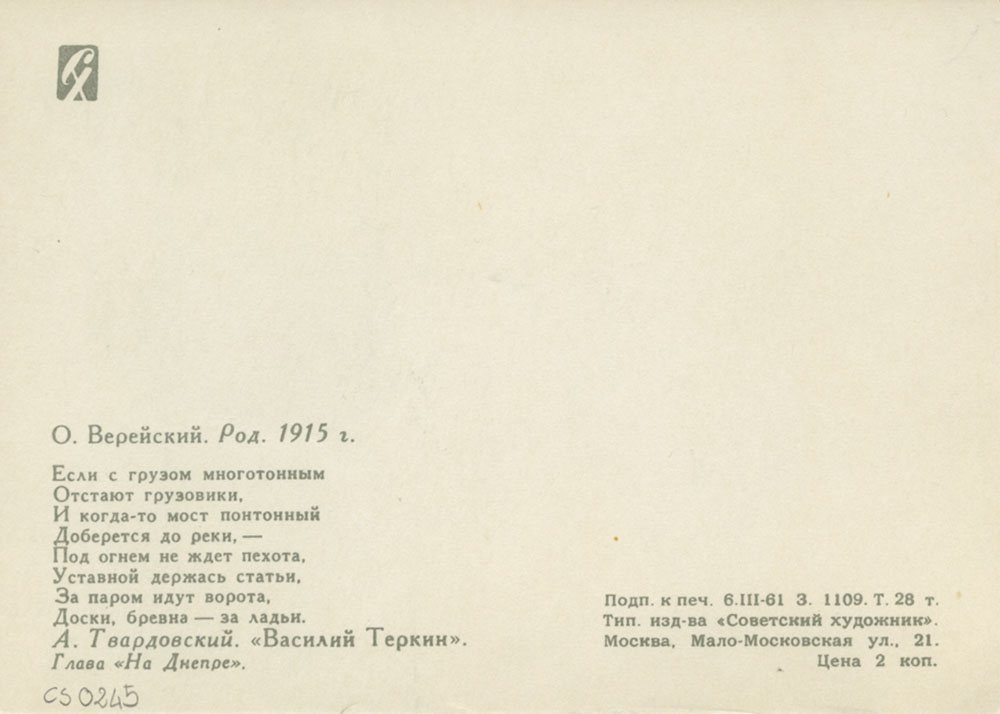 СХ
О. Верейский. Род. 1915 г.
Если с грузом многотонным
Отстают грузовики,
И когда-то мост понтонный
Доберется до реки, —
Под огнем не ждет пехота,
Уставной держась статьи,
За паром идут ворота,
Доски, бревна — за ладьи.
А. Твардовский. «Василий Теркин».
Глава «На Днепре».
CS0245
Подп. к печ. 6.III-61 З. 1109. Т. 28 т.
Тип. изд-ва «Советский художник».
Москва, Мало-Московская ул., 21.
Цена 2 коп.